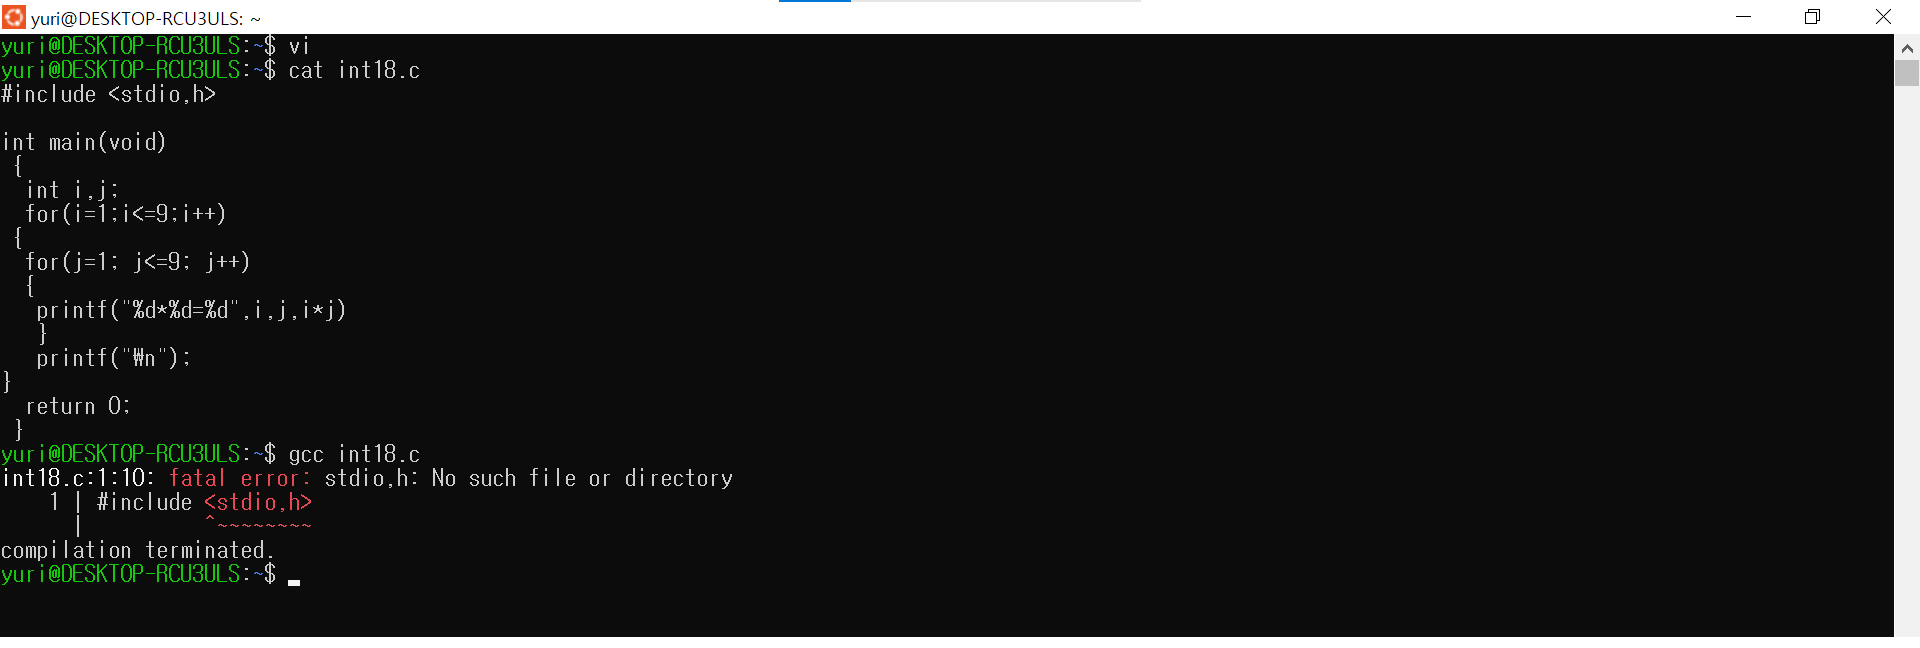 yuri@DESKTOP-RCU3ULS: ~
yuri@DESKTOP-RCU3ULS:~$ vi
yuri@DESKTOP-RCU3ULS:~$ cat int18.c
#include <stdio,h>
int main(void)
 {
  int i,j;
  for(i=1;i<=9;i++)
 {
  for(j=1; j<=9; j++)
  {
   printf("%d*%d=%d",i,j,i*j)
   }
   printf("₩n");
}
  return 0;
 }
yuri@DESKTOP-RCU3ULS:~$ gcc int18.c
int18.c:1:10: fatal error: stdio,h: No such file or directory
    1 | #include <stdio,h>
      |          ^~~~~~~~~
compilation terminated.
yuri@DESKTOP-RCU3ULS:~$